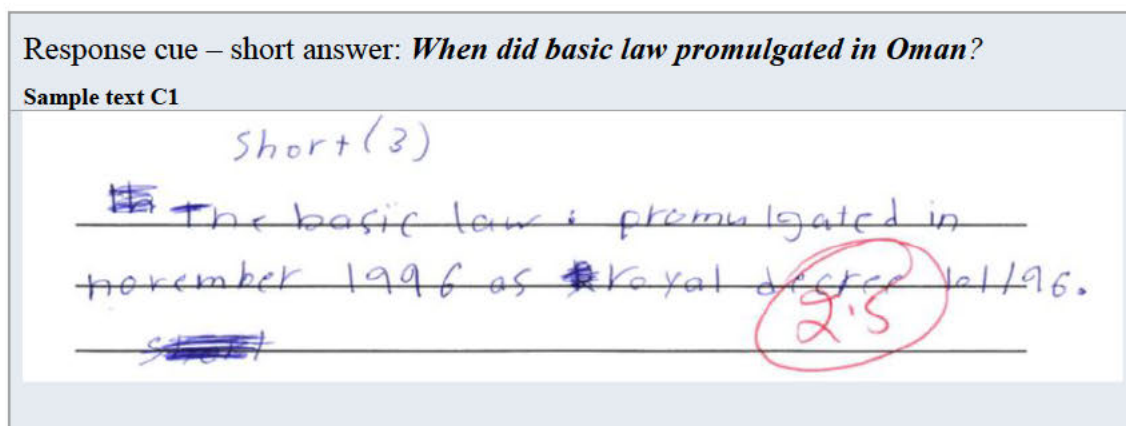 Response cue – short answer: When did basic law promulgated in Oman?
Sample text C1
Short (3)
The basic law : promulgated in
november 1996 as royal decree 101/96.
2.5